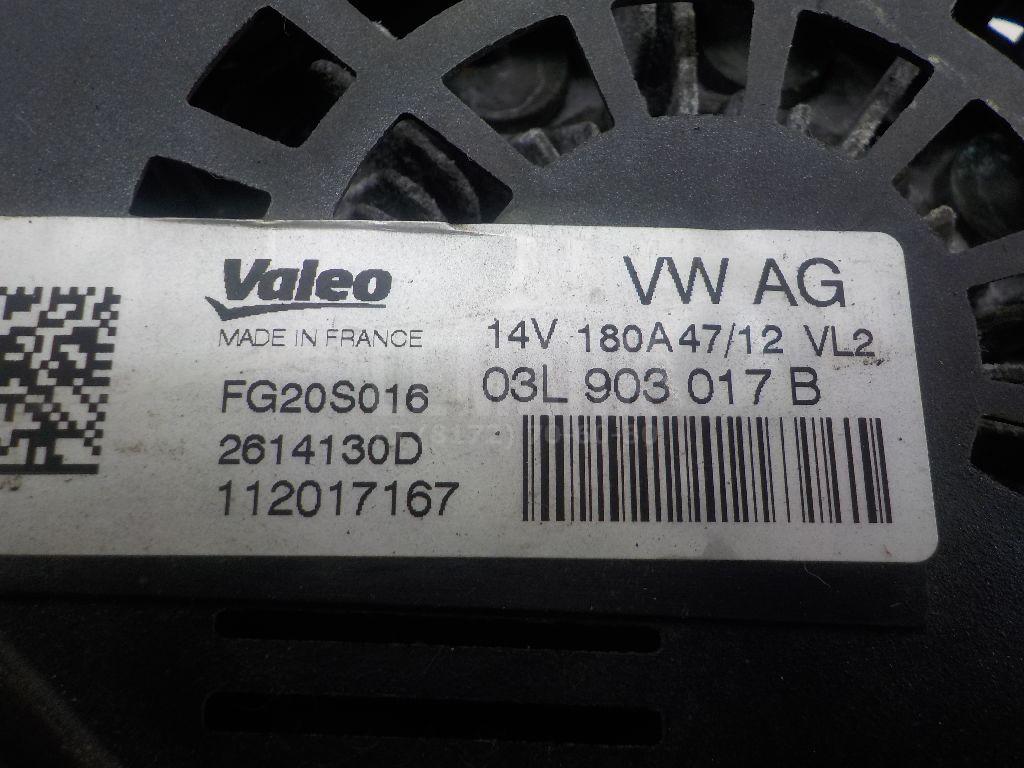 Valeo
MADE IN FRANCE
FG20S016
2614130D
112017167
VW AG
14V 180A 47/12 VL2
03L 903 017 B